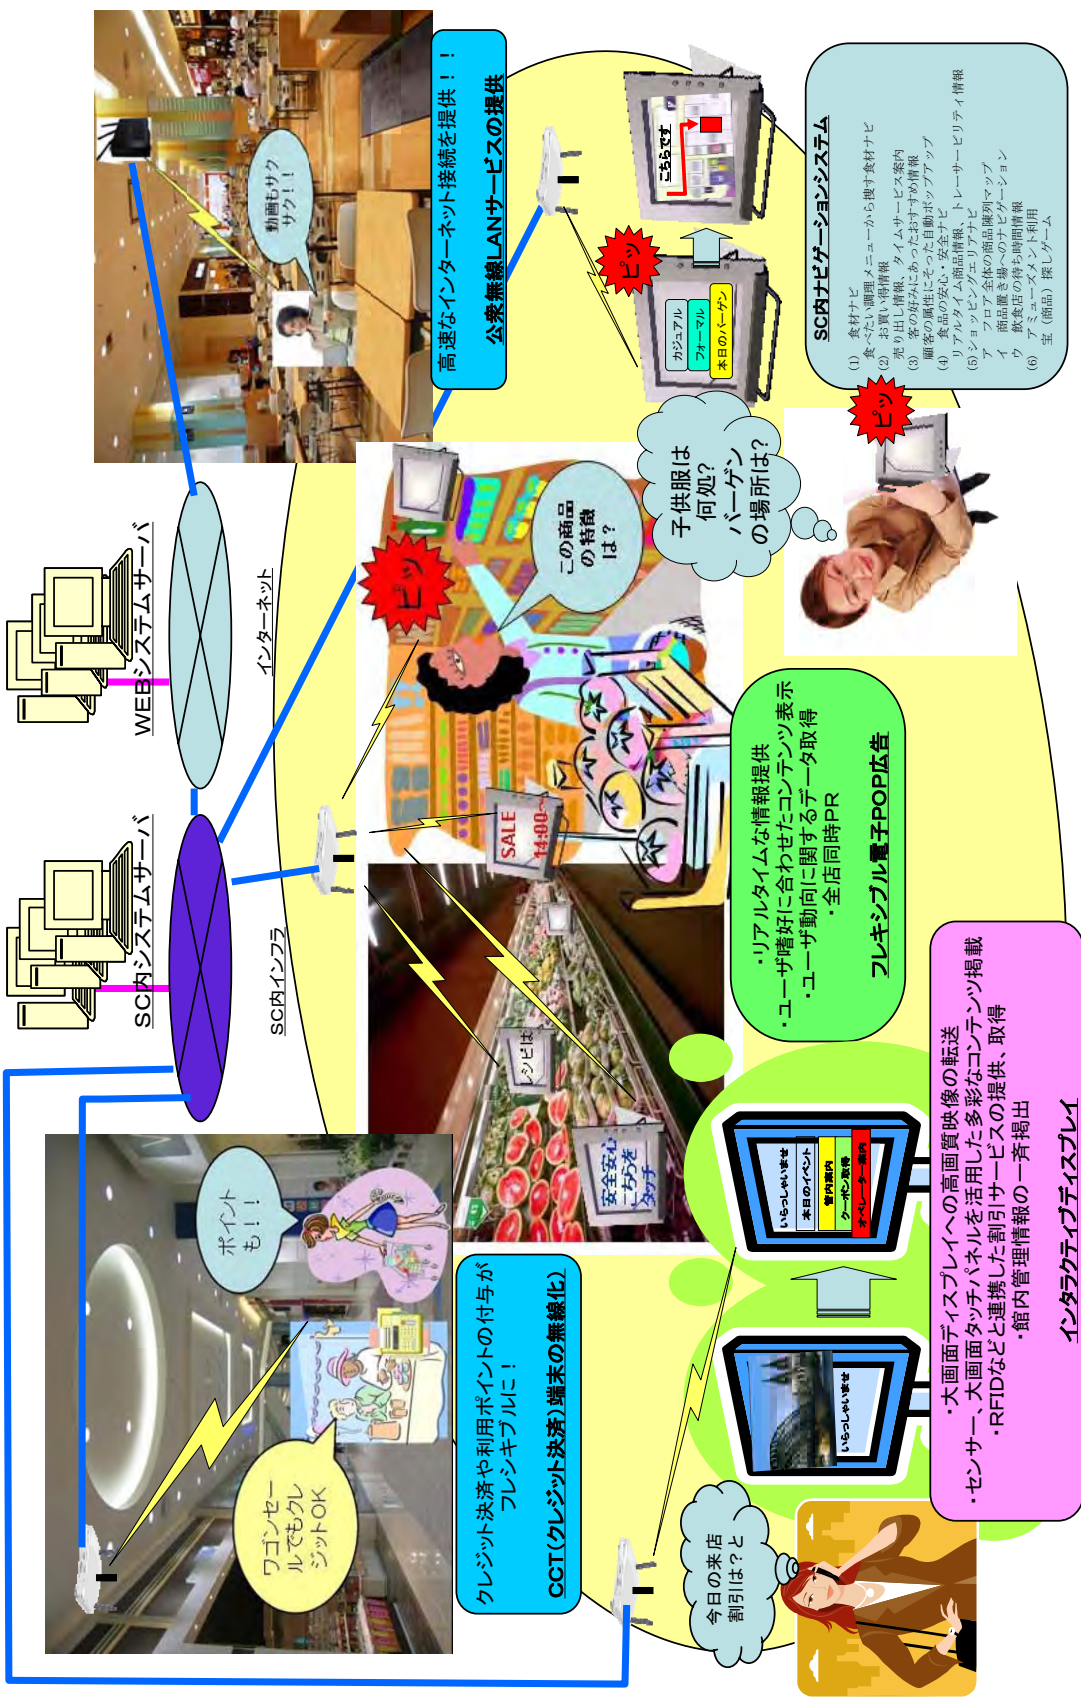 SC内システムサーバ
WEBシステムサーバ
SC内インフラ
インターネット
ワゴンセー
ルでもクレ
ジットOK
ポイント
も！！
クレジット決済や利用ポイントの付与が
フレシキブルに！
CCT(クレジット決済)端末の無線化)
動画もサク
サク！！
高速なインターネット接続を提供！！
公衆無線LANサービスの提供
レシピは
安全安心
こちらを
タッチ
SALE
14:00～
ピッ
この商品
の特徴
は？
子供服は
何処？
バーゲン
の場所は？
ピッ
カジュアル
フォーマル
本日のバーゲン
ピッ
こちらです
今日の来店
割引は？と
いらっしゃいませ
いらっしゃいませ
本日のイベント
管内案内
クーポン取得
オペレーター案内
・大画面ディスプレイへの高画質映像の転送
・センサー、大画面タッチパネルを活用した多彩なコンテンツ掲載
・RFIDなどと連携した割引サービスの提供、取得
・館内管理情報の一斉掲出
インタラクティブディスプレイ
・リアルタイムな情報提供
・ユーザ嗜好に合わせたコンテンツ表示
・ユーザ動向に関するデータ取得
・全店同時PR
フレキシブル電子POP広告
SC内ナビゲーションシステム
(1) 食材ナビ
食べたい調理メニューから捜す食材ナビ
(2) お買い得情報
売り出し情報、タイムサービス案内
(3) 客の好みにあったおすすめ情報
顧客の属性にそった自動ポップアップ
(4) 食品の安心・安全ナビ
リアルタイム商品情報、トレーサービリティ情報
(5)ショッピングエリアナビ
ア フロア全体の商品陳列マップ
イ 商品置き場へのナビゲーション
ウ 飲食店の待ち時間情報
(6) アミューズメント利用
宝（商品）探しゲーム